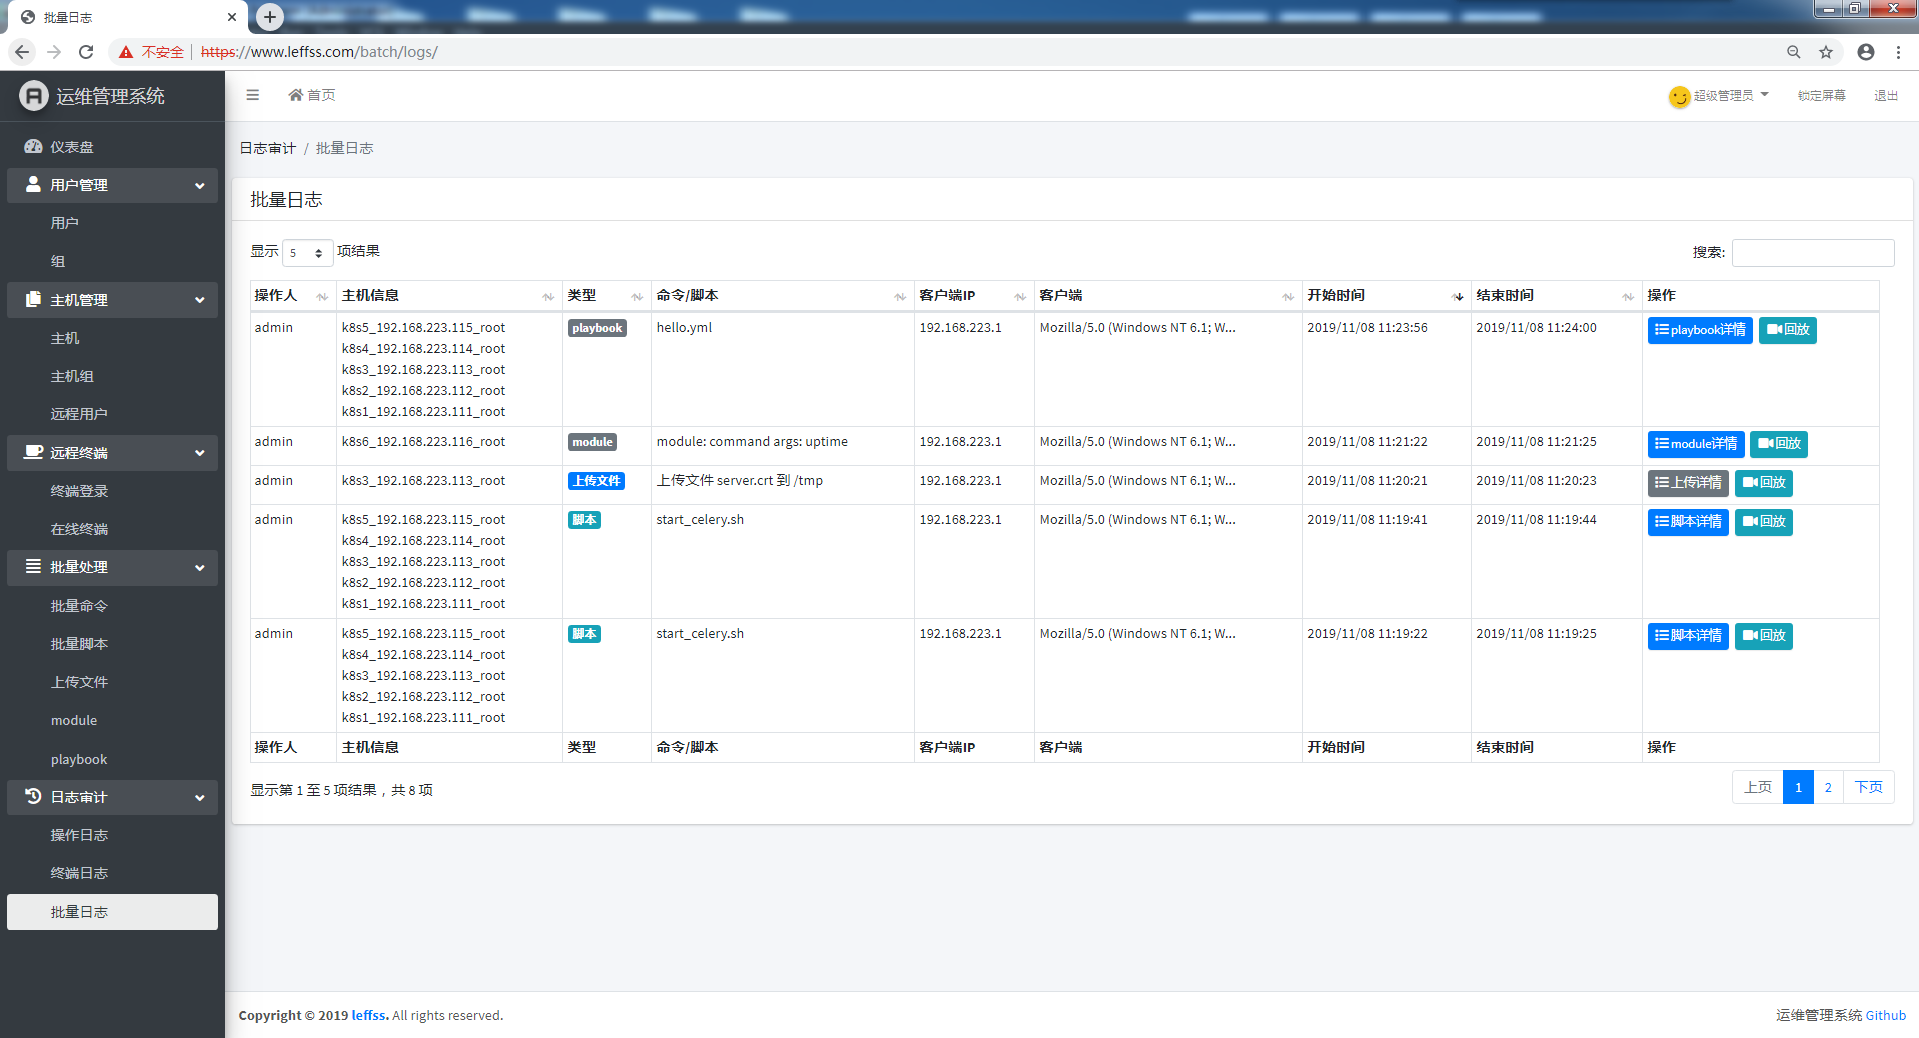 批量日志
不安全 | https://www.leffss.com/batch/logs/
运维管理系统
首页
超级管理员
锁定屏幕
退出
仪表盘
用户管理
用户
组
主机管理
主机
主机组
远程用户
远程终端
终端登录
在线终端
批量处理
批量命令
批量脚本
上传文件
module
playbook
日志审计
操作日志
终端日志
批量日志
日志审计 / 批量日志
批量日志
显示 5 项结果
搜索:
操作人 主机信息 类型 命令/脚本 客户端IP 客户端 开始时间 结束时间 操作
admin k8s5_192.168.223.115_root playbook hello.yml 192.168.223.1 Mozilla/5.0 (Windows NT 6.1; W... 2019/11/08 11:23:56 2019/11/08 11:24:00 playbook详情 回放
k8s4_192.168.223.114_root
k8s3_192.168.223.113_root
k8s2_192.168.223.112_root
k8s1_192.168.223.111_root
admin k8s6_192.168.223.116_root module module: command args: uptime 192.168.223.1 Mozilla/5.0 (Windows NT 6.1; W... 2019/11/08 11:21:22 2019/11/08 11:21:25 module详情 回放
admin k8s3_192.168.223.113_root 上传文件 上传文件 server.crt 到 /tmp 192.168.223.1 Mozilla/5.0 (Windows NT 6.1; W... 2019/11/08 11:20:21 2019/11/08 11:20:23 上传详情 回放
admin k8s5_192.168.223.115_root 脚本 start_celery.sh 192.168.223.1 Mozilla/5.0 (Windows NT 6.1; W... 2019/11/08 11:19:41 2019/11/08 11:19:44 脚本详情 回放
k8s4_192.168.223.114_root
k8s3_192.168.223.113_root
k8s2_192.168.223.112_root
k8s1_192.168.223.111_root
admin k8s5_192.168.223.115_root 脚本 start_celery.sh 192.168.223.1 Mozilla/5.0 (Windows NT 6.1; W... 2019/11/08 11:19:22 2019/11/08 11:19:25 脚本详情 回放
k8s4_192.168.223.114_root
k8s3_192.168.223.113_root
k8s2_192.168.223.112_root
k8s1_192.168.223.111_root
操作人 主机信息 类型 命令/脚本 客户端IP 客户端 开始时间 结束时间 操作
显示第 1 至 5 项结果，共 8 项
上页 1 2 下页
Copyright © 2019 leffss. All rights reserved.
运维管理系统 Github